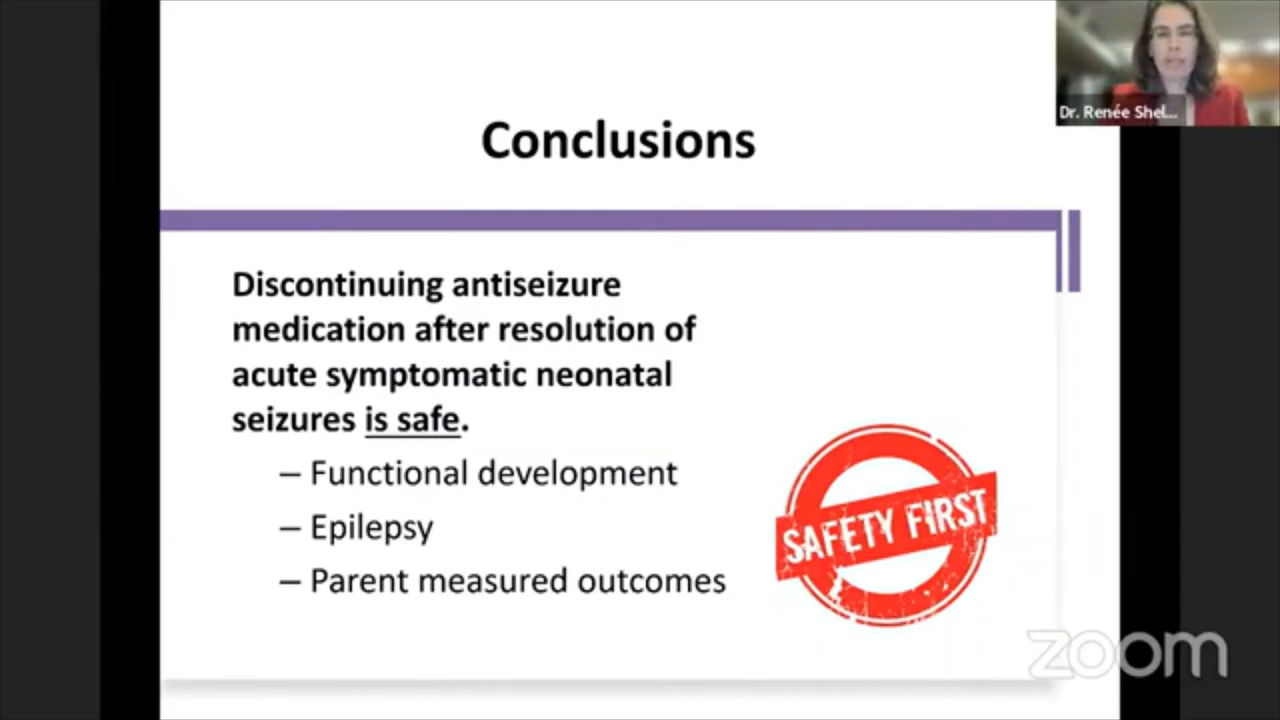 Dr. Renée Shel...
Conclusions
Discontinuing antiseizure
medication after resolution of
acute symptomatic neonatal
seizures is safe.
– Functional development
– Epilepsy
– Parent measured outcomes
SAFETY FIRST
zoom